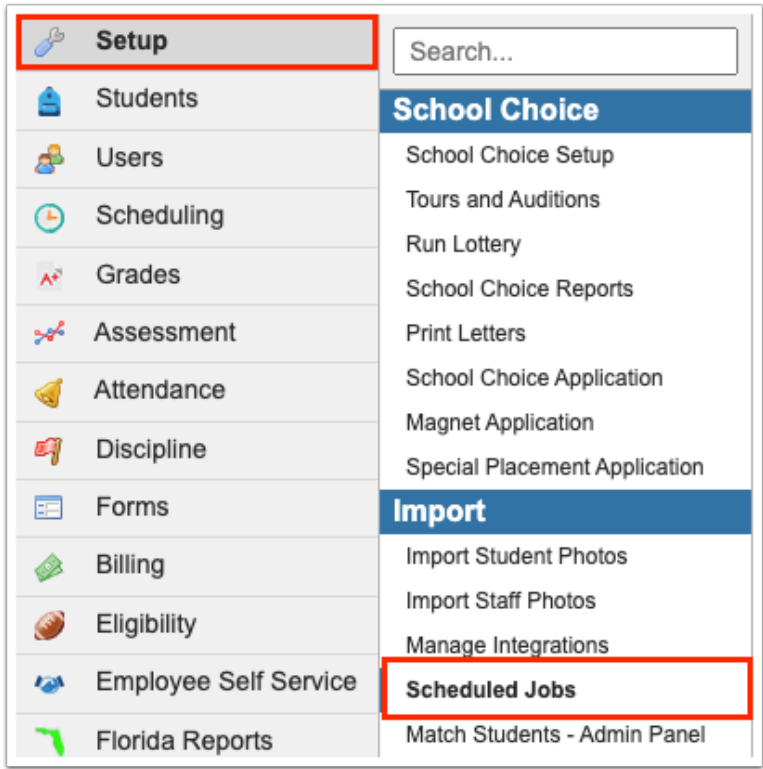 Setup
Students
Users
Scheduling
A+
Grades
Assessment
Attendance
Discipline
Forms
Billing
Eligibility
Employee Self Service
Florida Reports
Search...
School Choice
School Choice Setup
Tours and Auditions
Run Lottery
School Choice Reports
Print Letters
School Choice Application
Magnet Application
Special Placement Application
Import
Import Student Photos
Import Staff Photos
Manage Integrations
Scheduled Jobs
Match Students - Admin Panel